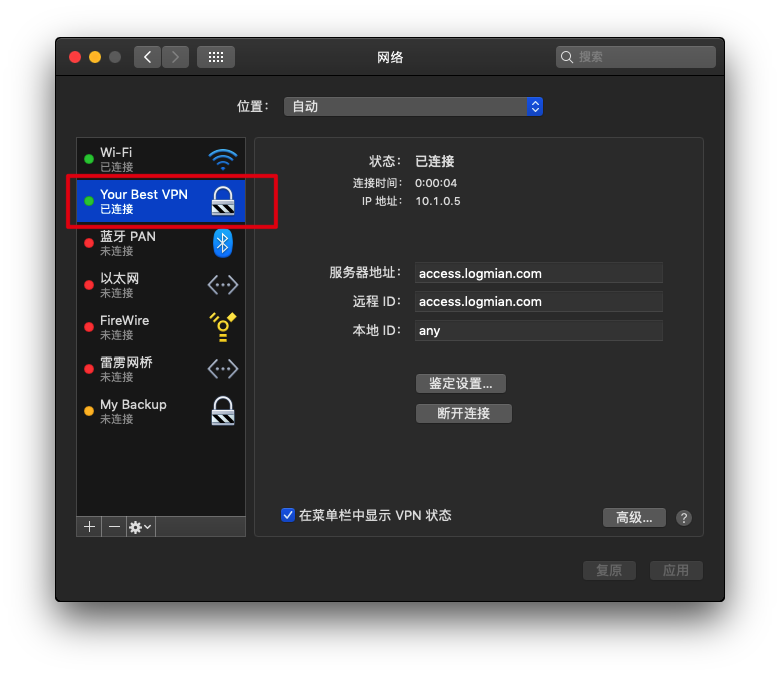 网络
搜索
位置： 自动
Wi-Fi
已连接
Your Best VPN
已连接
蓝牙 PAN
未连接
以太网
未连接
FireWire
未连接
雷雳网桥
未连接
My Backup
未连接
状态： 已连接
连接时间： 0:00:04
IP 地址： 10.1.0.5
服务器地址： access.logmian.com
远程 ID： access.logmian.com
本地 ID： any
鉴定设置...
断开连接
在菜单栏中显示 VPN 状态
高级...
?
复原
应用